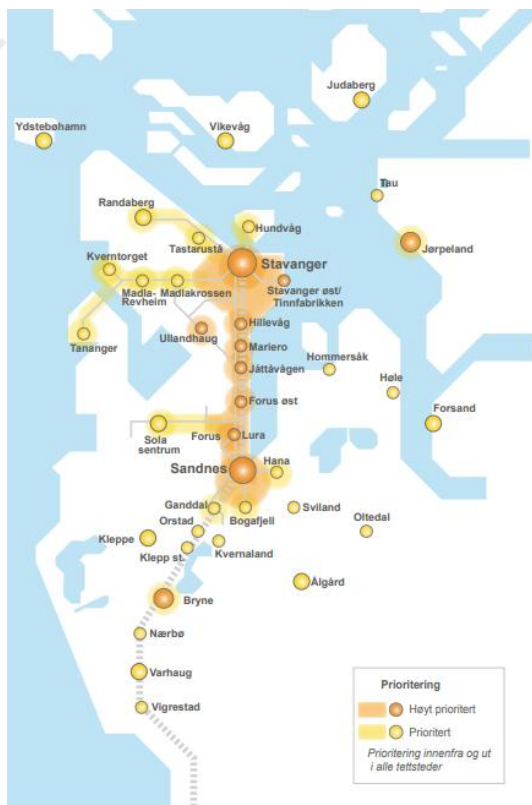 Judaberg
Ydstebøhamn
Vikevåg
Tau
Randaberg
Hundvåg
Tastarustå
Jørpeland
Kverntorget
Stavanger
Madla-
Revheim
Madlakrossen
Stavanger øst/
Tinnfabrikken
Hillevåg
Ullandhaug
Tananger
Mariero
Hommersåk
Jåttåvågen
Høle
Forus øst
Forsand
Sola
sentrum
Forus
Lura
Hana
Sandnes
Ganddal
Bogafjell
Sviland
Orstad
Oltedal
Kleppe
Klepp st.
Kvernaland
Ålgård
Bryne
Nærbø
Varhaug
Vigrestad
Prioritering
Høyt prioritert
Prioritert
Prioritering innenfra og ut
i alle tettsteder